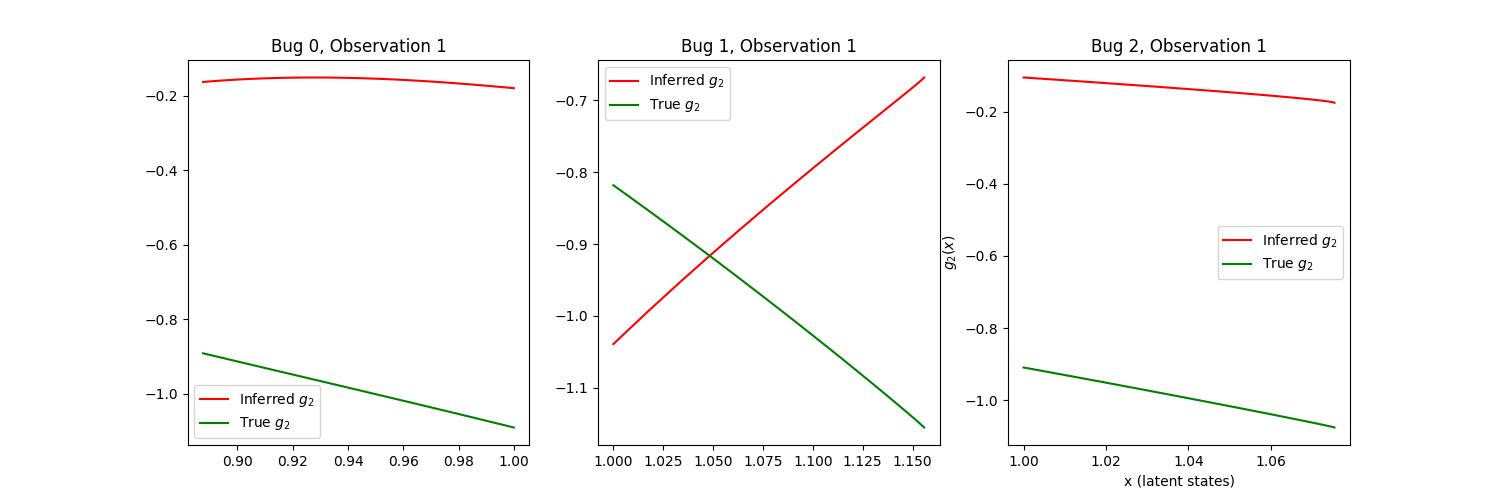 Bug 0, Observation 1
−0.2
−0.4
−0.6
−0.8
−1.0
Inferred g₂
True g₂
0.90 0.92 0.94 0.96 0.98 1.00
Bug 1, Observation 1
Inferred g₂
True g₂
−0.7
−0.8
−0.9
−1.0
−1.1
1.000 1.025 1.050 1.075 1.100 1.125 1.150
Bug 2, Observation 1
g₂(x)
−0.2
−0.4
−0.6
−0.8
−1.0
Inferred g₂
True g₂
1.00 1.02 1.04 1.06
x (latent states)